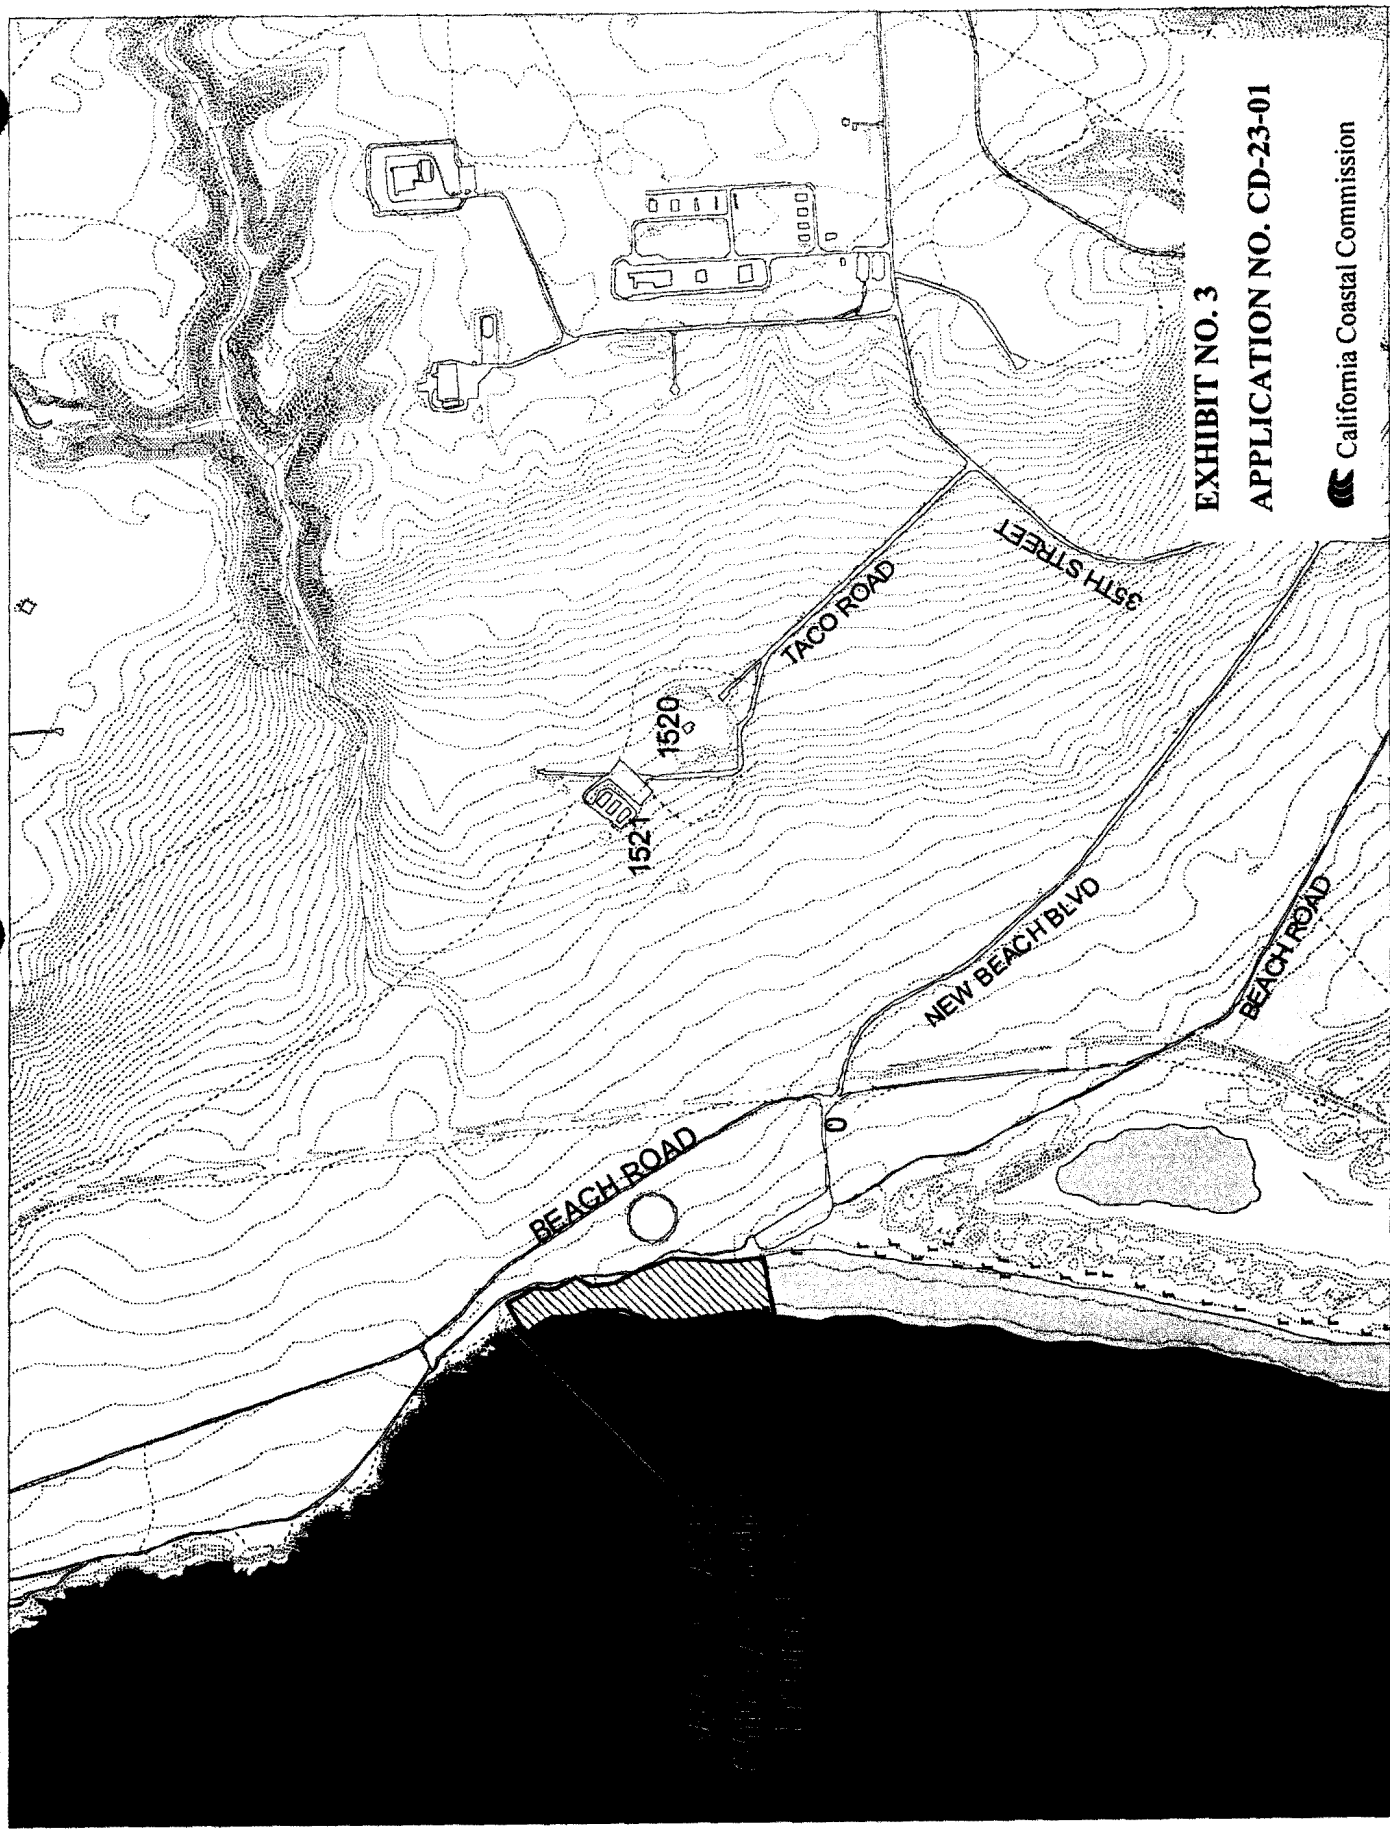 EXHIBIT NO. 3
APPLICATION NO. CD-23-01
California Coastal Commission
35TH STREET
TACO ROAD
1520
1521
NEW BEACH BLVD
BEACH ROAD
BEACH ROAD
0